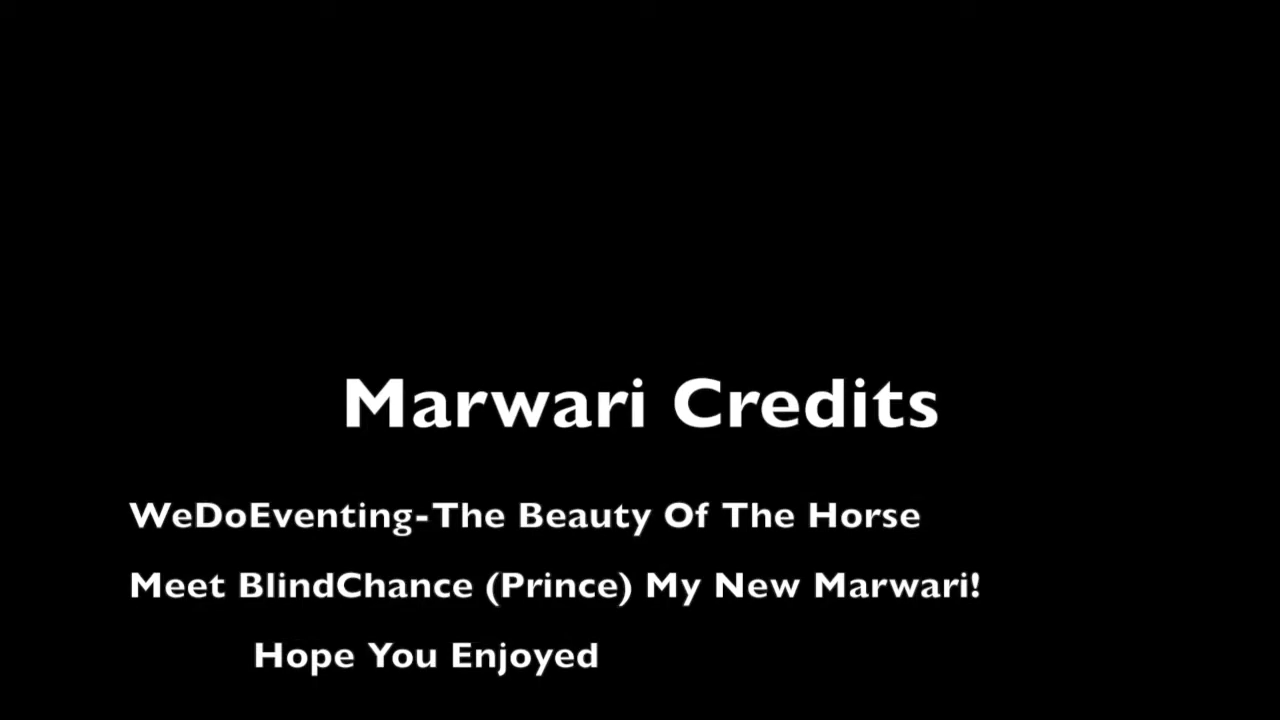 Marwari Credits
WeDoEventing-The Beauty Of The Horse
Meet BlindChance (Prince) My New Marwari!
Hope You Enjoyed